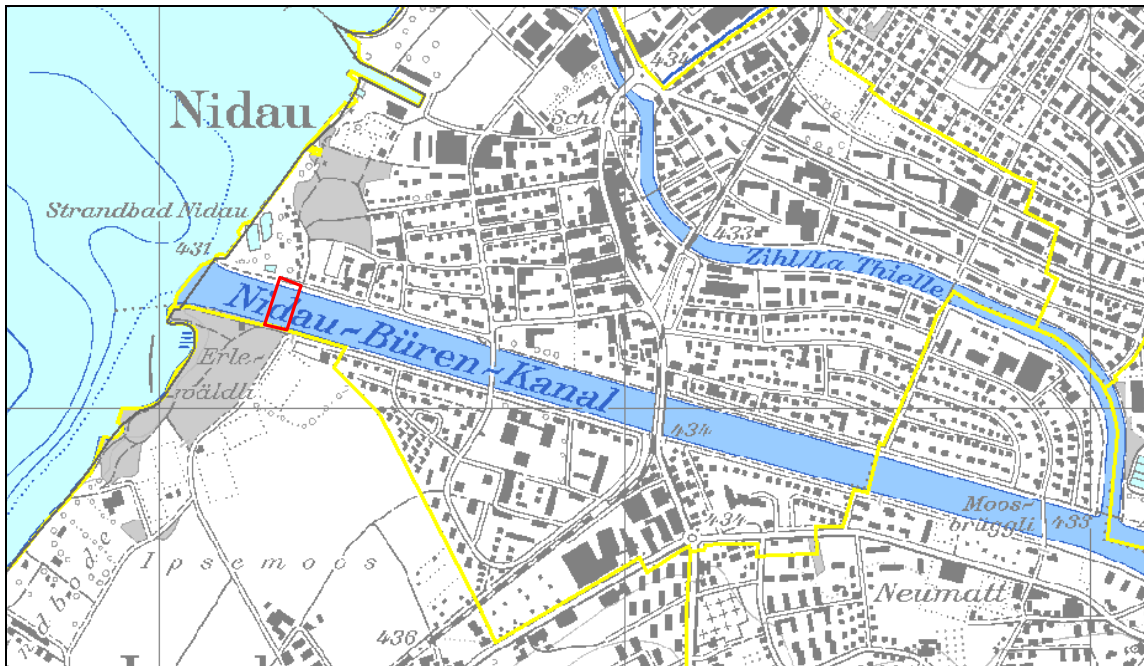 434
Nidau
Schl
Strandbad Nidau
431
433
Zihl/La Thielle
Nidau-Büren-Kanal
Erle-
wäldli
434
Moos-
brüggli
433
434
Ipsemoos
Neumatt
436